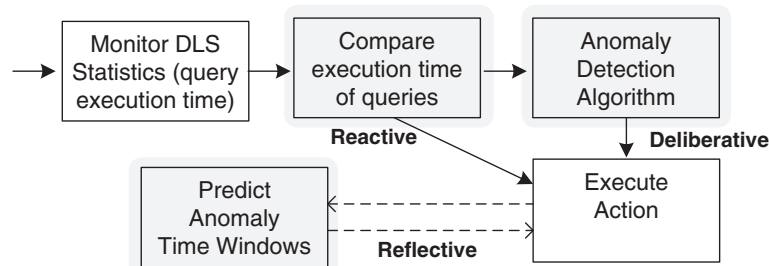 Monitor DLS
Statistics (query
execution time)
Compare
execution time
of queries
Anomaly
Detection
Algorithm
Reactive
Deliberative
Predict
Anomaly
Time Windows
Execute
Action
Reflective